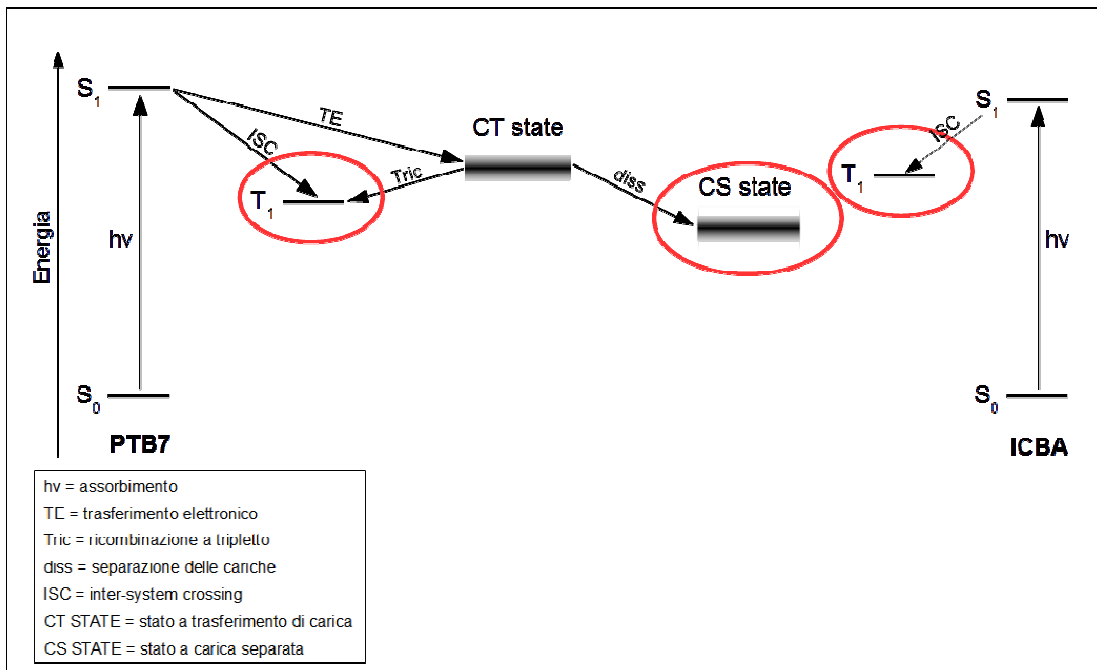 Energia
S1
hv
S0
PTB7
TE
ISC
T1
Tric
CT state
diss
CS state
S1
ISC
T1
hv
S0
ICBA
hv = assorbimento
TE = trasferimento elettronico
Tric = ricombinazione a tripletto
diss = separazione delle cariche
ISC = inter-system crossing
CT STATE = stato a trasferimento di carica
CS STATE = stato a carica separata